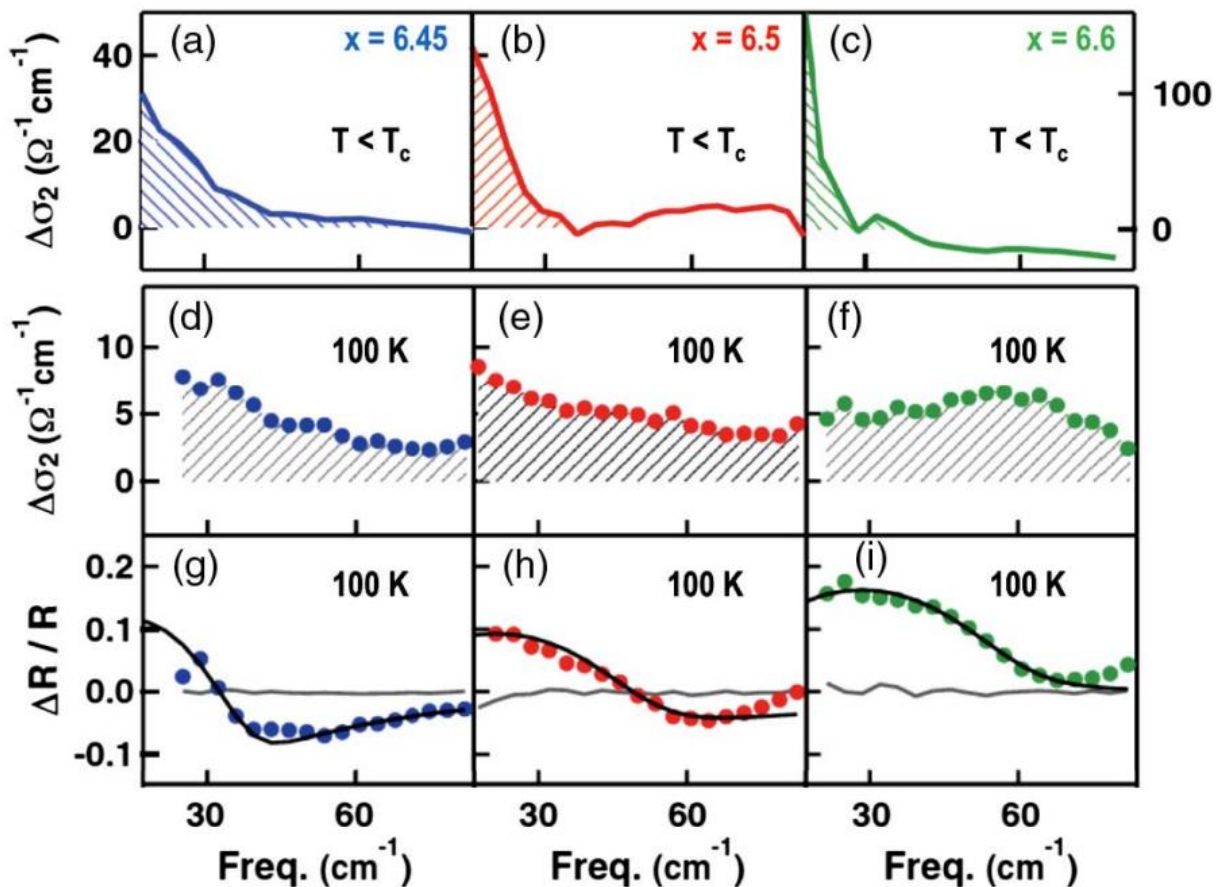 (a) x = 6.45 (b) x = 6.5 (c) x = 6.6
40
100
T < Tc T < Tc T < Tc
20
0 0
Δσ2 (Ω-1cm-1)
(d) (e) (f)
10 100 K 100 K 100 K
5
0
Δσ2 (Ω-1cm-1)
(g) (h) (i)
0.2 100 K 100 K 100 K
0.1
0.0
-0.1
ΔR / R
30 60 30 60 30 60
Freq. (cm-1) Freq. (cm-1) Freq. (cm-1)